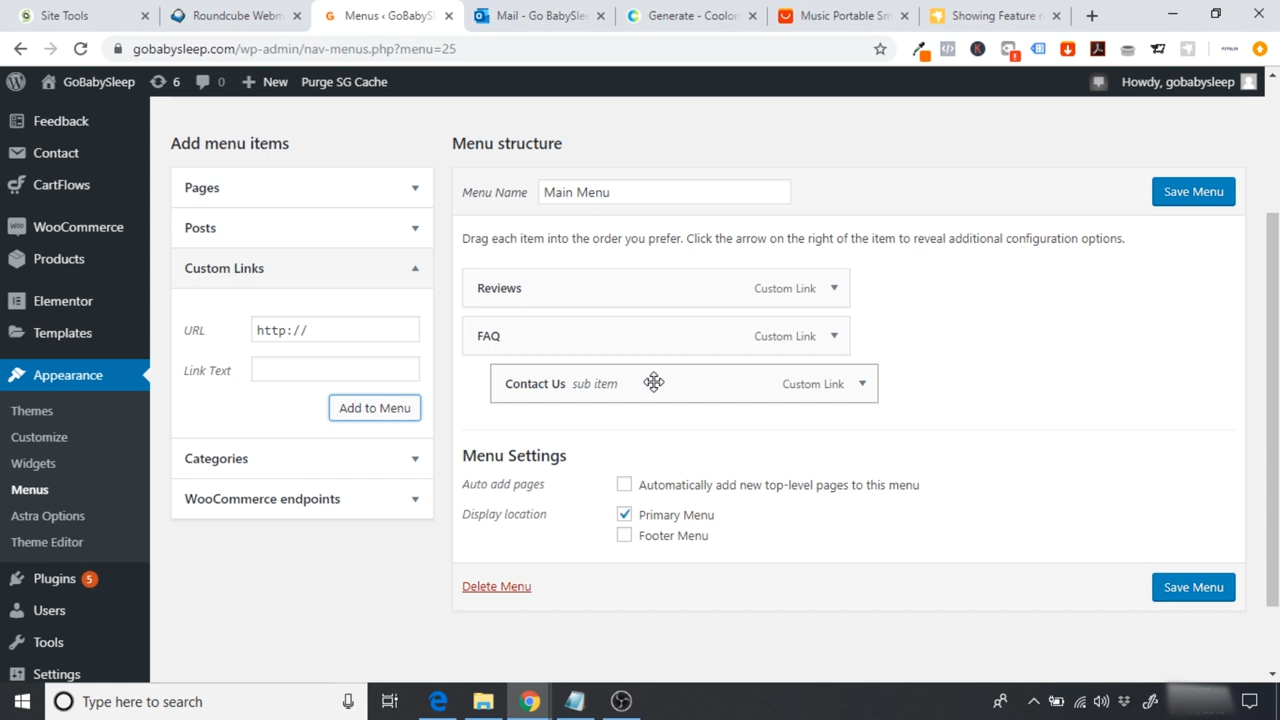 Site Tools
Roundcube Webm
Menus ‹ GoBabySl
Mail - Go BabySlee
Generate - Coolor
Music Portable Sm
Showing Feature r
gobabysleep.com/wp-admin/nav-menus.php?menu=25
GoBabySleep 6 0 New Purge SG Cache Howdy, gobabysleep
Feedback
Contact
CartFlows
WooCommerce
Products
Elementor
Templates
Appearance
Themes
Customize
Widgets
Menus
Astra Options
Theme Editor
Plugins 5
Users
Tools
Settings
Add menu items
Pages
Posts
Custom Links
URL http://
Link Text
Add to Menu
Categories
WooCommerce endpoints
Menu structure
Menu Name Main Menu Save Menu
Drag each item into the order you prefer. Click the arrow on the right of the item to reveal additional configuration options.
Reviews Custom Link
FAQ Custom Link
Contact Us sub item Custom Link
Menu Settings
Auto add pages Automatically add new top-level pages to this menu
Display location Primary Menu
Footer Menu
Delete Menu Save Menu
Type here to search